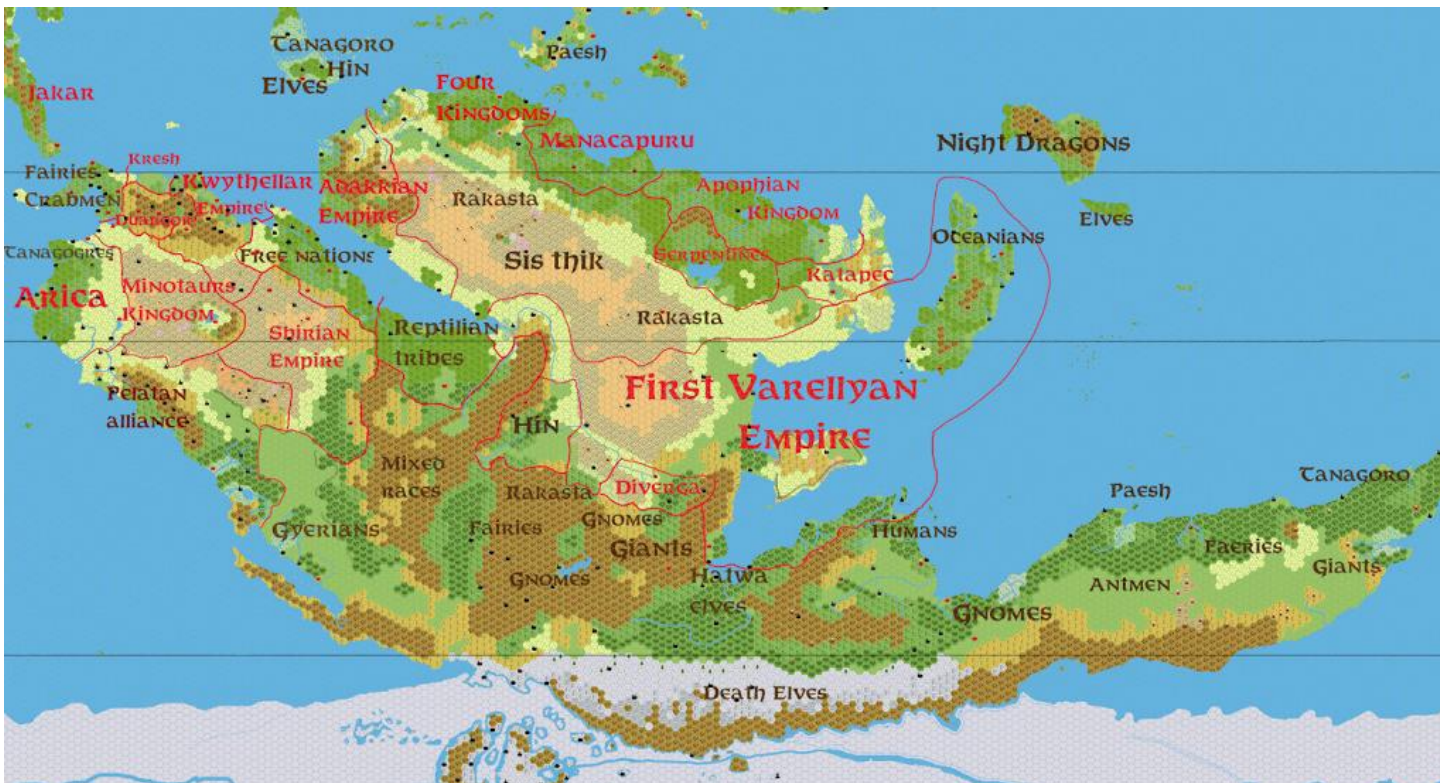 Tanagoro
Hin
Elves
Paesh
Jakar
Four
Kingdoms
Manacapuru
Night Dragons
Kresh
Fairies
Crabmen
Kwythellar
Empire
Adakkian
Empire
Rakasta
Apophian
Kingdom
Elves
Oceanians
Tanagogres
Free nations
Sis thik
Serpentines
Katapec
Arica
Minotaurs
Kingdom
Sbirian
Empire
Reptilian
tribes
Rakasta
First Varellyan
Empire
Pelatan
alliance
Hin
Mixed
races
Rakasta
Diverga
Gnomes
Gyerians
Fairies
Giants
Gnomes
Halwa
elves
Humans
Paesh
Tanagoro
Faeries
Giants
Animen
Gnomes
Death Elves